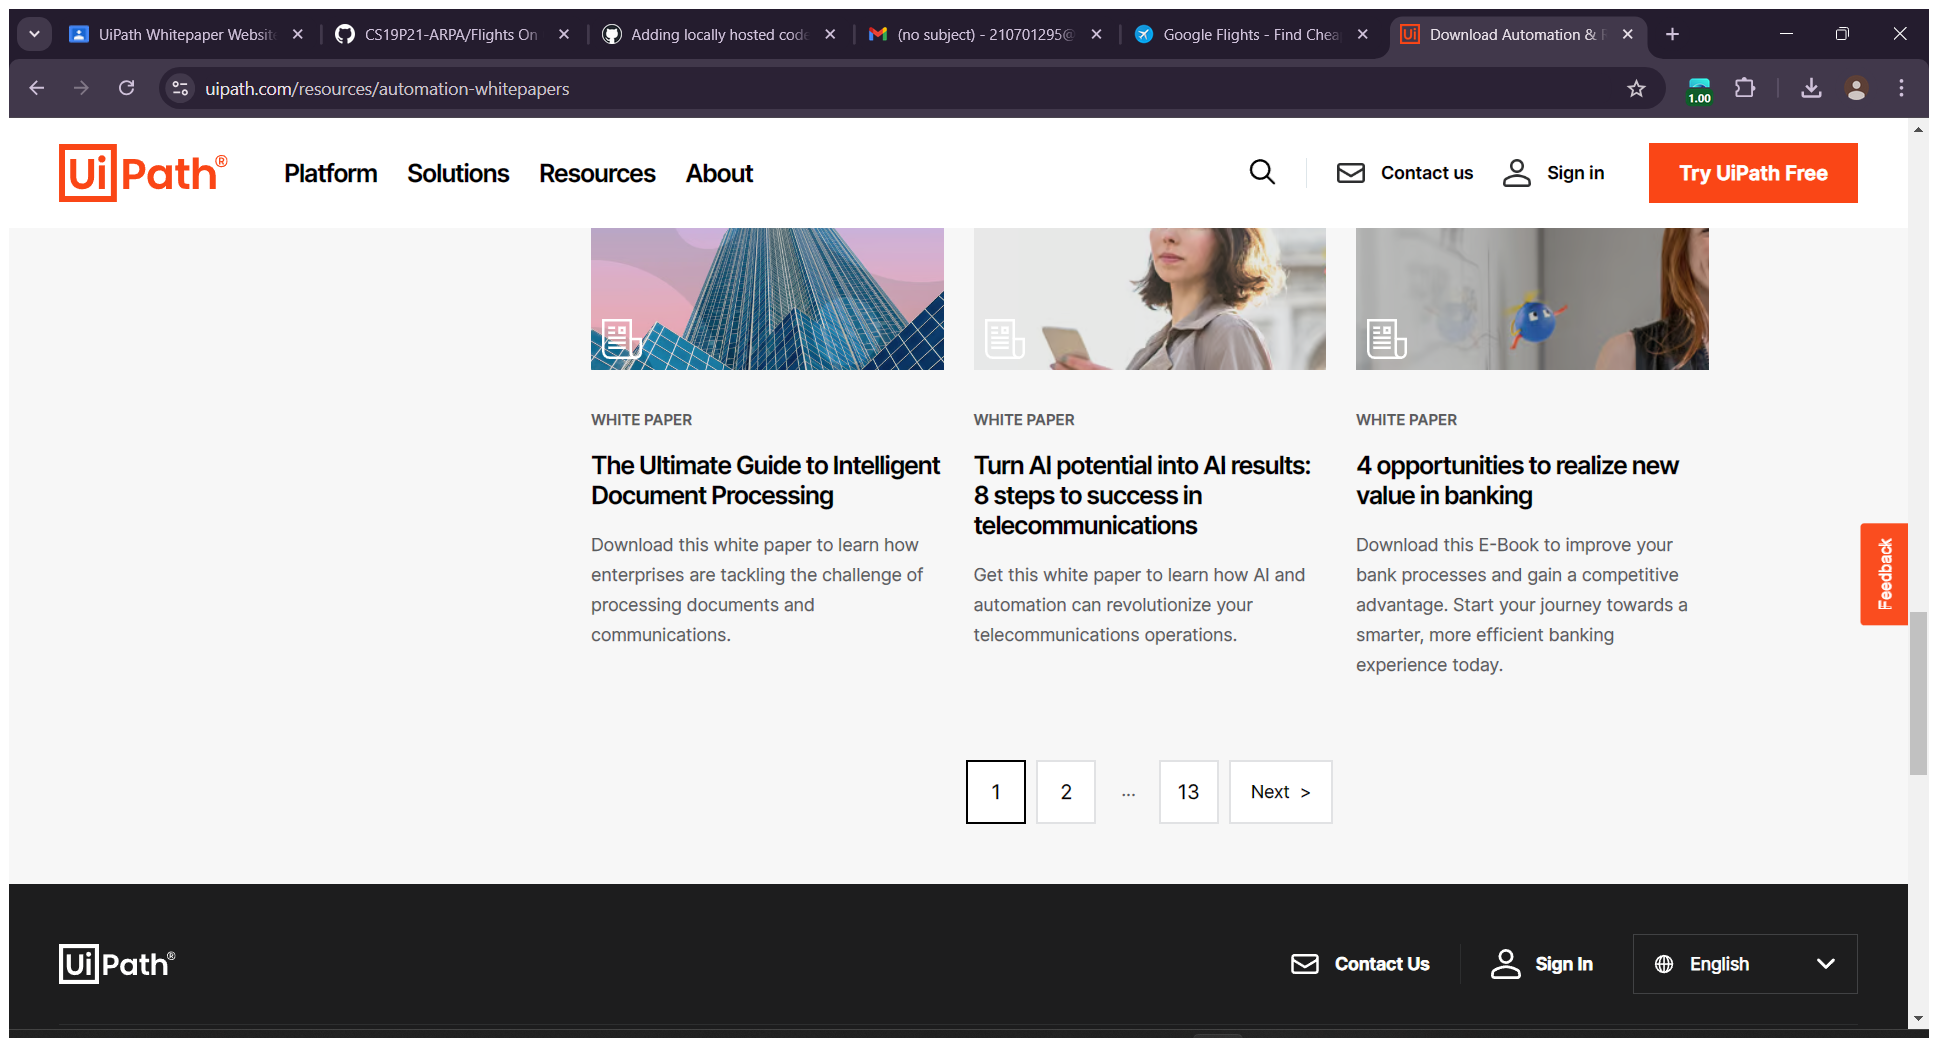 UiPath Whitepaper Website
CS19P21-ARPA/Flights On
Adding locally hosted code
(no subject) - 210701295@
Google Flights - Find Chea
Download Automation & R
uipath.com/resources/automation-whitepapers
1.00
UiPath®
Platform
Solutions
Resources
About
Contact us
Sign in
Try UiPath Free
WHITE PAPER
The Ultimate Guide to Intelligent
Document Processing
Download this white paper to learn how
enterprises are tackling the challenge of
processing documents and
communications.
WHITE PAPER
Turn AI potential into AI results:
8 steps to success in
telecommunications
Get this white paper to learn how AI and
automation can revolutionize your
telecommunications operations.
WHITE PAPER
4 opportunities to realize new
value in banking
Download this E-Book to improve your
bank processes and gain a competitive
advantage. Start your journey towards a
smarter, more efficient banking
experience today.
Feedback
1
2
...
13
Next >
UiPath®
Contact Us
Sign In
English